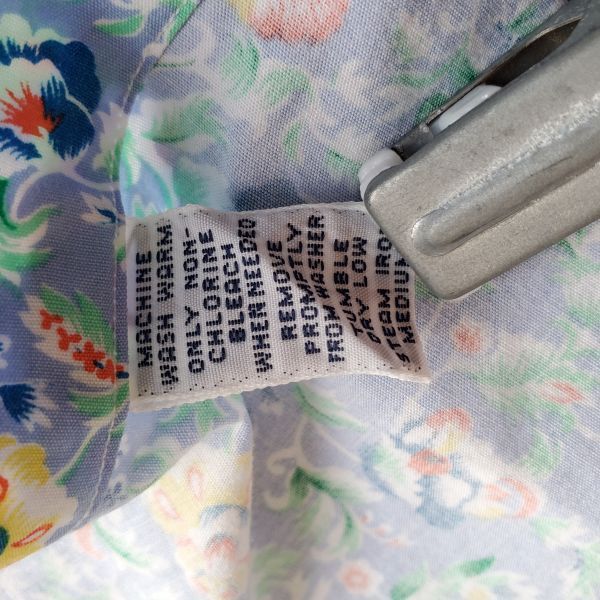 MACHINE
WASH WARM
ONLY NON-
CHLORINE
BLEACH
WHEN NEEDED
REMOVE
PROMPTLY
FROM WASHER
TUMBLE
DRY LOW
STEAM IRON
MEDIUM